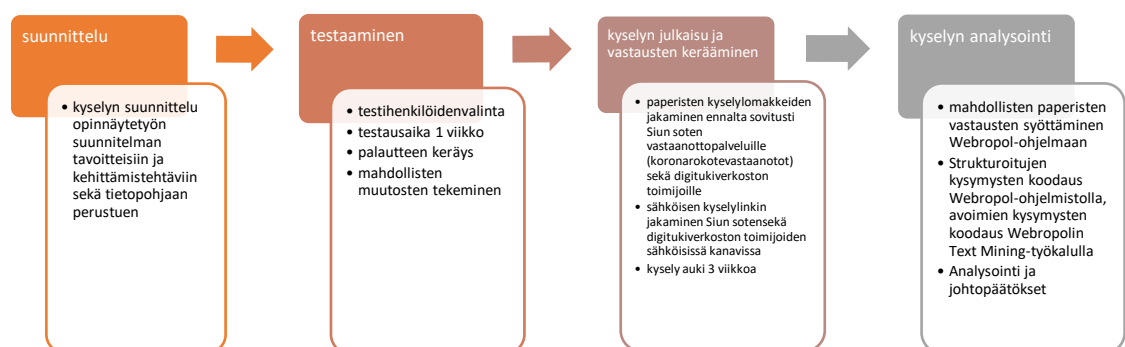 suunnittelu
• kyselyn suunnittelu
opinnäytetyön
suunnitelman
tavoitteisiin ja
kehittämistehtäviin
sekä tietopohjaan
perustuen
testaaminen
• testihenkilöidenvalinta
• testausaika 1 viikko
• palautteen keräys
• mahdollisten
muutosten tekeminen
kyselyn julkaisu ja
vastausten kerääminen
• paperisten kyselylomakkeiden
jakaminen ennalta sovitusti
Siun soten
vastaanottopalveluille
(koronarokotevastaanotot)
sekä digitukiverkoston
toimijoille
• sähköisen kyselylinkin
jakaminen Siun sotensekä
digitukiverkoston toimijoiden
sähköisissä kanavissa
• kysely auki 3 viikkoa
kyselyn analysointi
• mahdollisten paperisten
vastausten syöttäminen
Webropol-ohjelmaan
• Strukturoitujen
kysymysten koodaus
Webropol-ohjelmistolla,
avoimien kysymysten
koodaus Webropolin
Text Mining-työkalulla
• Analysointi ja
johtopäätökset